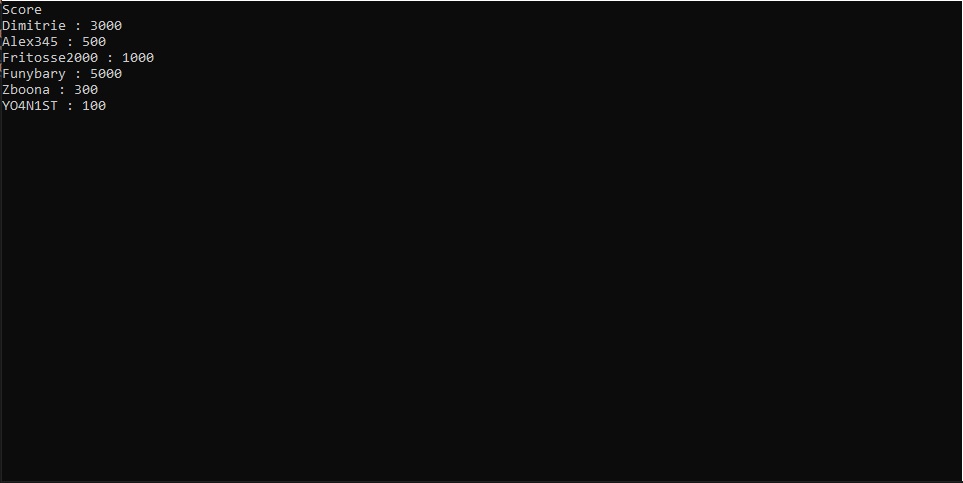 Score
Dimitrie : 3000
Alex345 : 500
Fritosse2000 : 1000
Funybary : 5000
Zboona : 300
YO4N1ST : 100